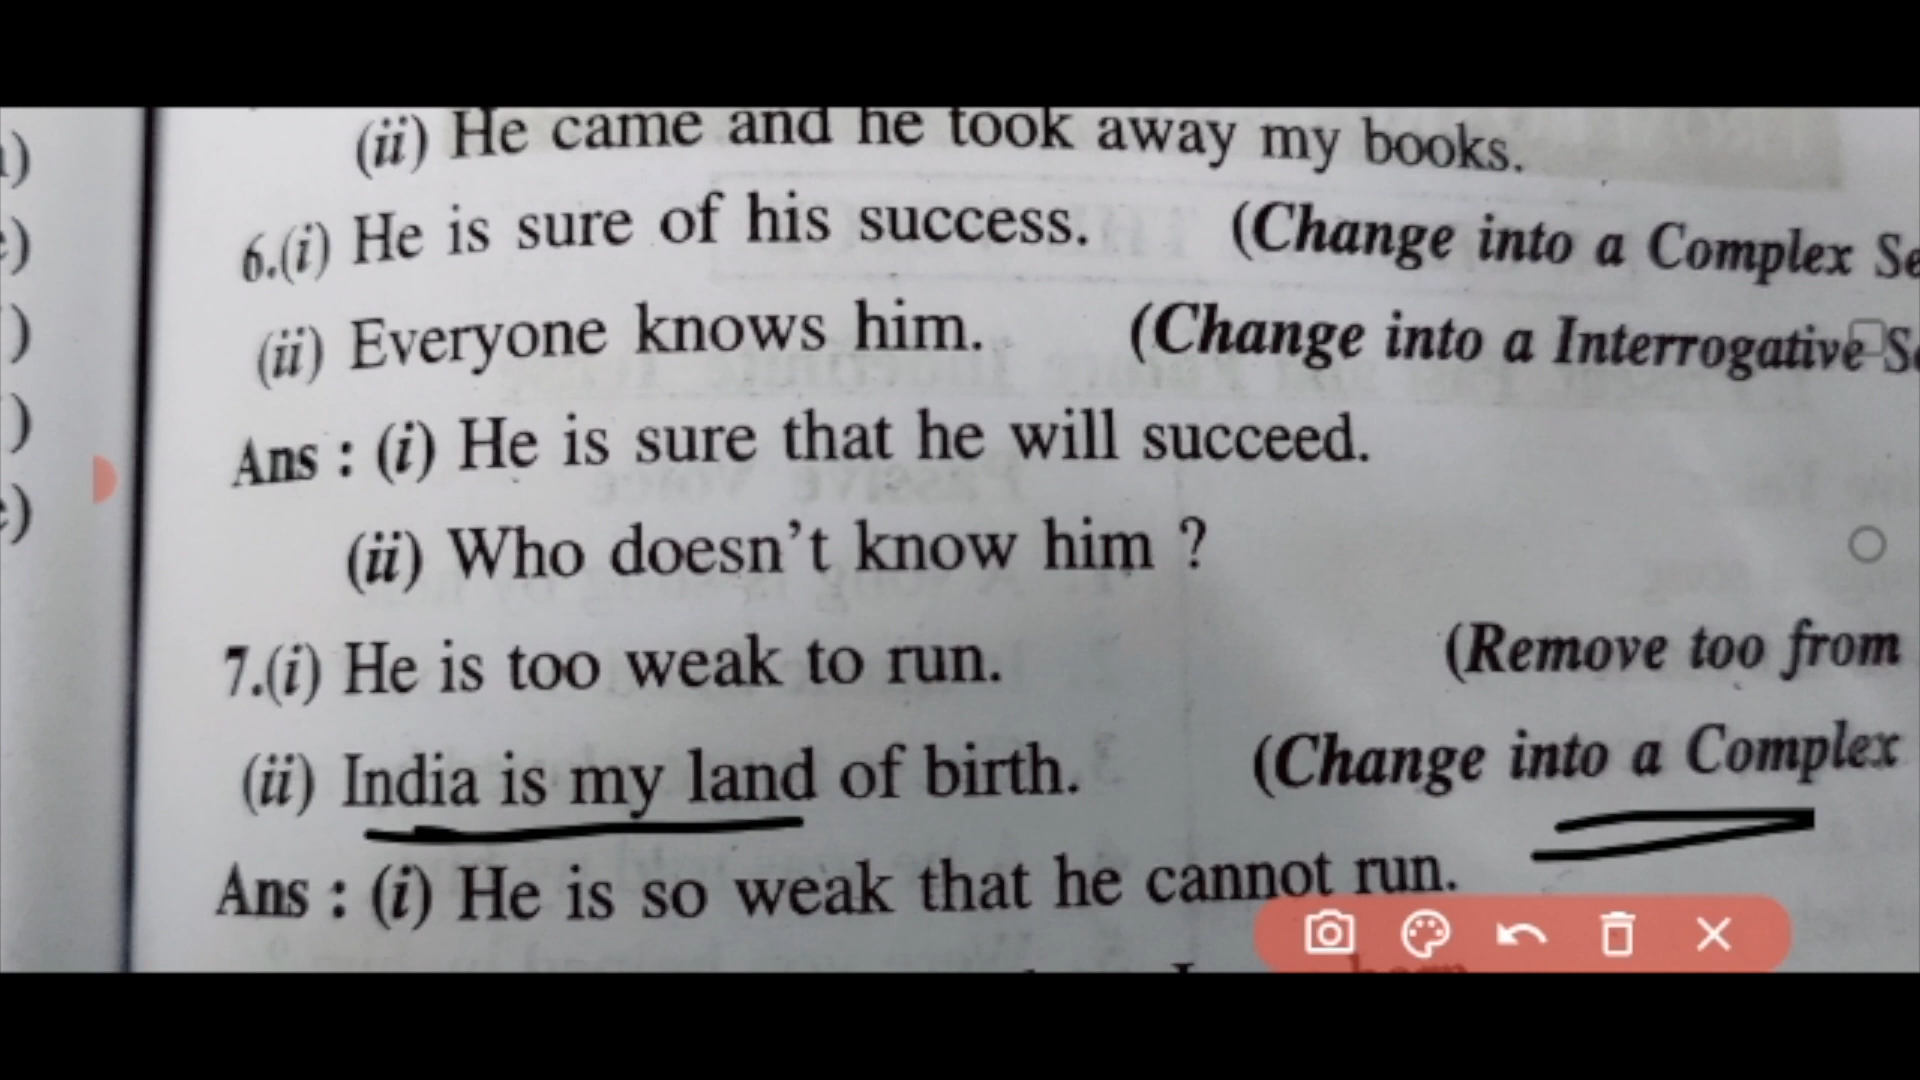 (ii) He came and he took away my books.
6.(i) He is sure of his success. (Change into a Complex Se
(ii) Everyone knows him. (Change into a Interrogative Se
Ans : (i) He is sure that he will succeed.
(ii) Who doesn't know him ?
7.(i) He is too weak to run. (Remove too from
(ii) India is my land of birth. (Change into a Complex
Ans : (i) He is so weak that he cannot run.